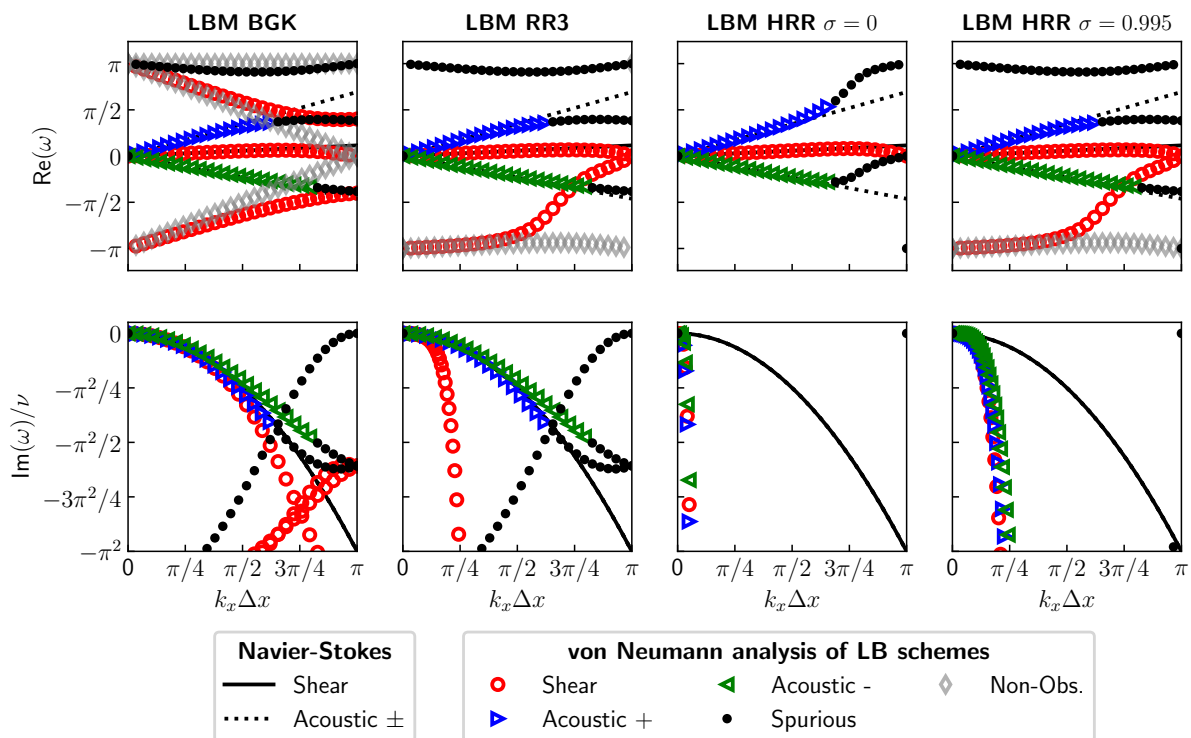 LBM BGK LBM RR3 LBM HRR σ = 0 LBM HRR σ = 0.995
π
π/2
0
−π/2
−π
Re(ω)
0
−π²/4
−π²/2
−3π²/4
−π²
Im(ω)/ν
0 π/4 π/2 3π/4 π 0 π/4 π/2 3π/4 π 0 π/4 π/2 3π/4 π 0 π/4 π/2 3π/4 π
kₓΔx kₓΔx kₓΔx kₓΔx
Navier-Stokes
Shear
Acoustic ±
von Neumann analysis of LB schemes
Shear Acoustic - Non-Obs.
Acoustic + Spurious